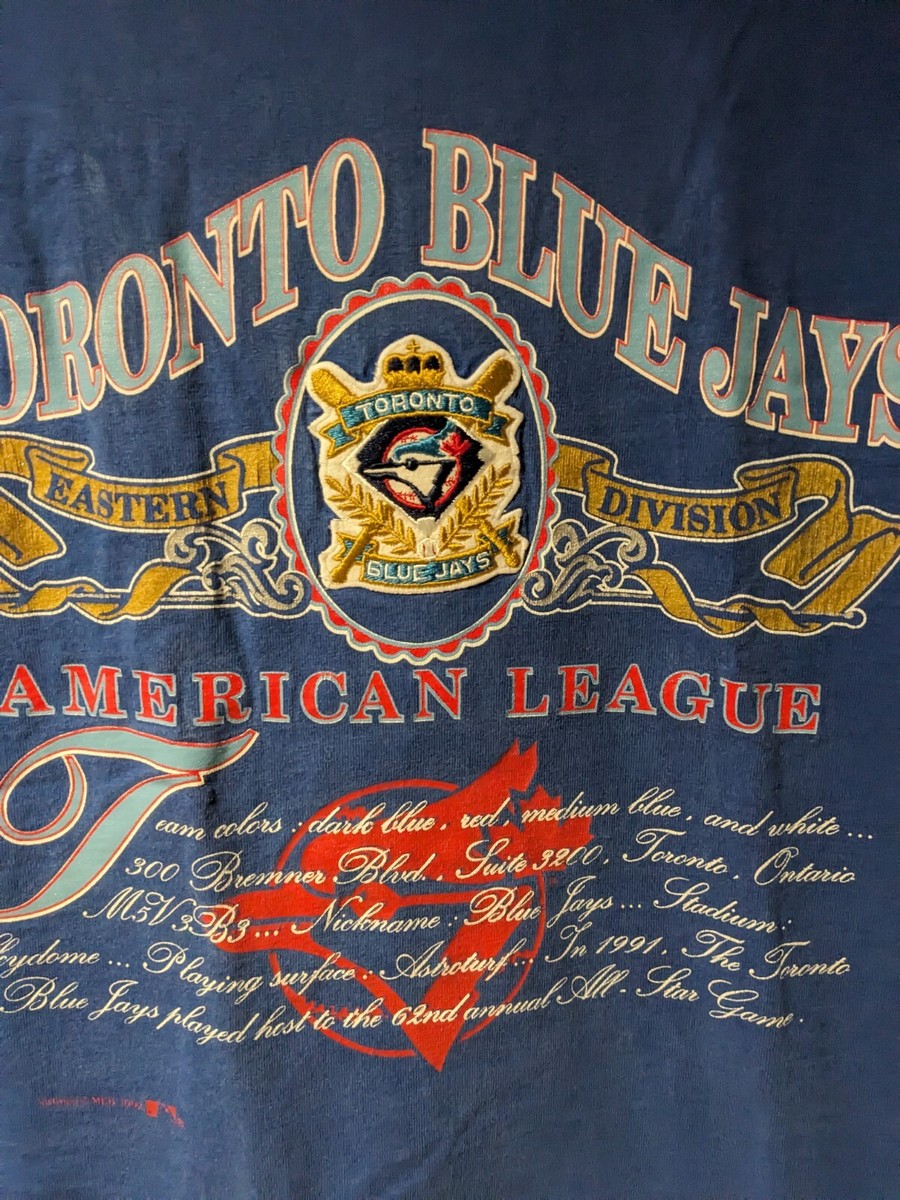 TORONTO BLUE JAYS
TORONTO
EASTERN
DIVISION
BLUE JAYS
AMERICAN LEAGUE
Team colors : dark blue, red, medium blue, and white ...
300 Bremner Blvd., Suite 3200, Toronto, Ontario
M5V 3B3 ... Nickname : Blue Jays ... Stadium :
Playing surface : Astroturf ... In 1991, The Toronto
Blue Jays played host to the 62nd annual All-Star Game.
MLB 1992